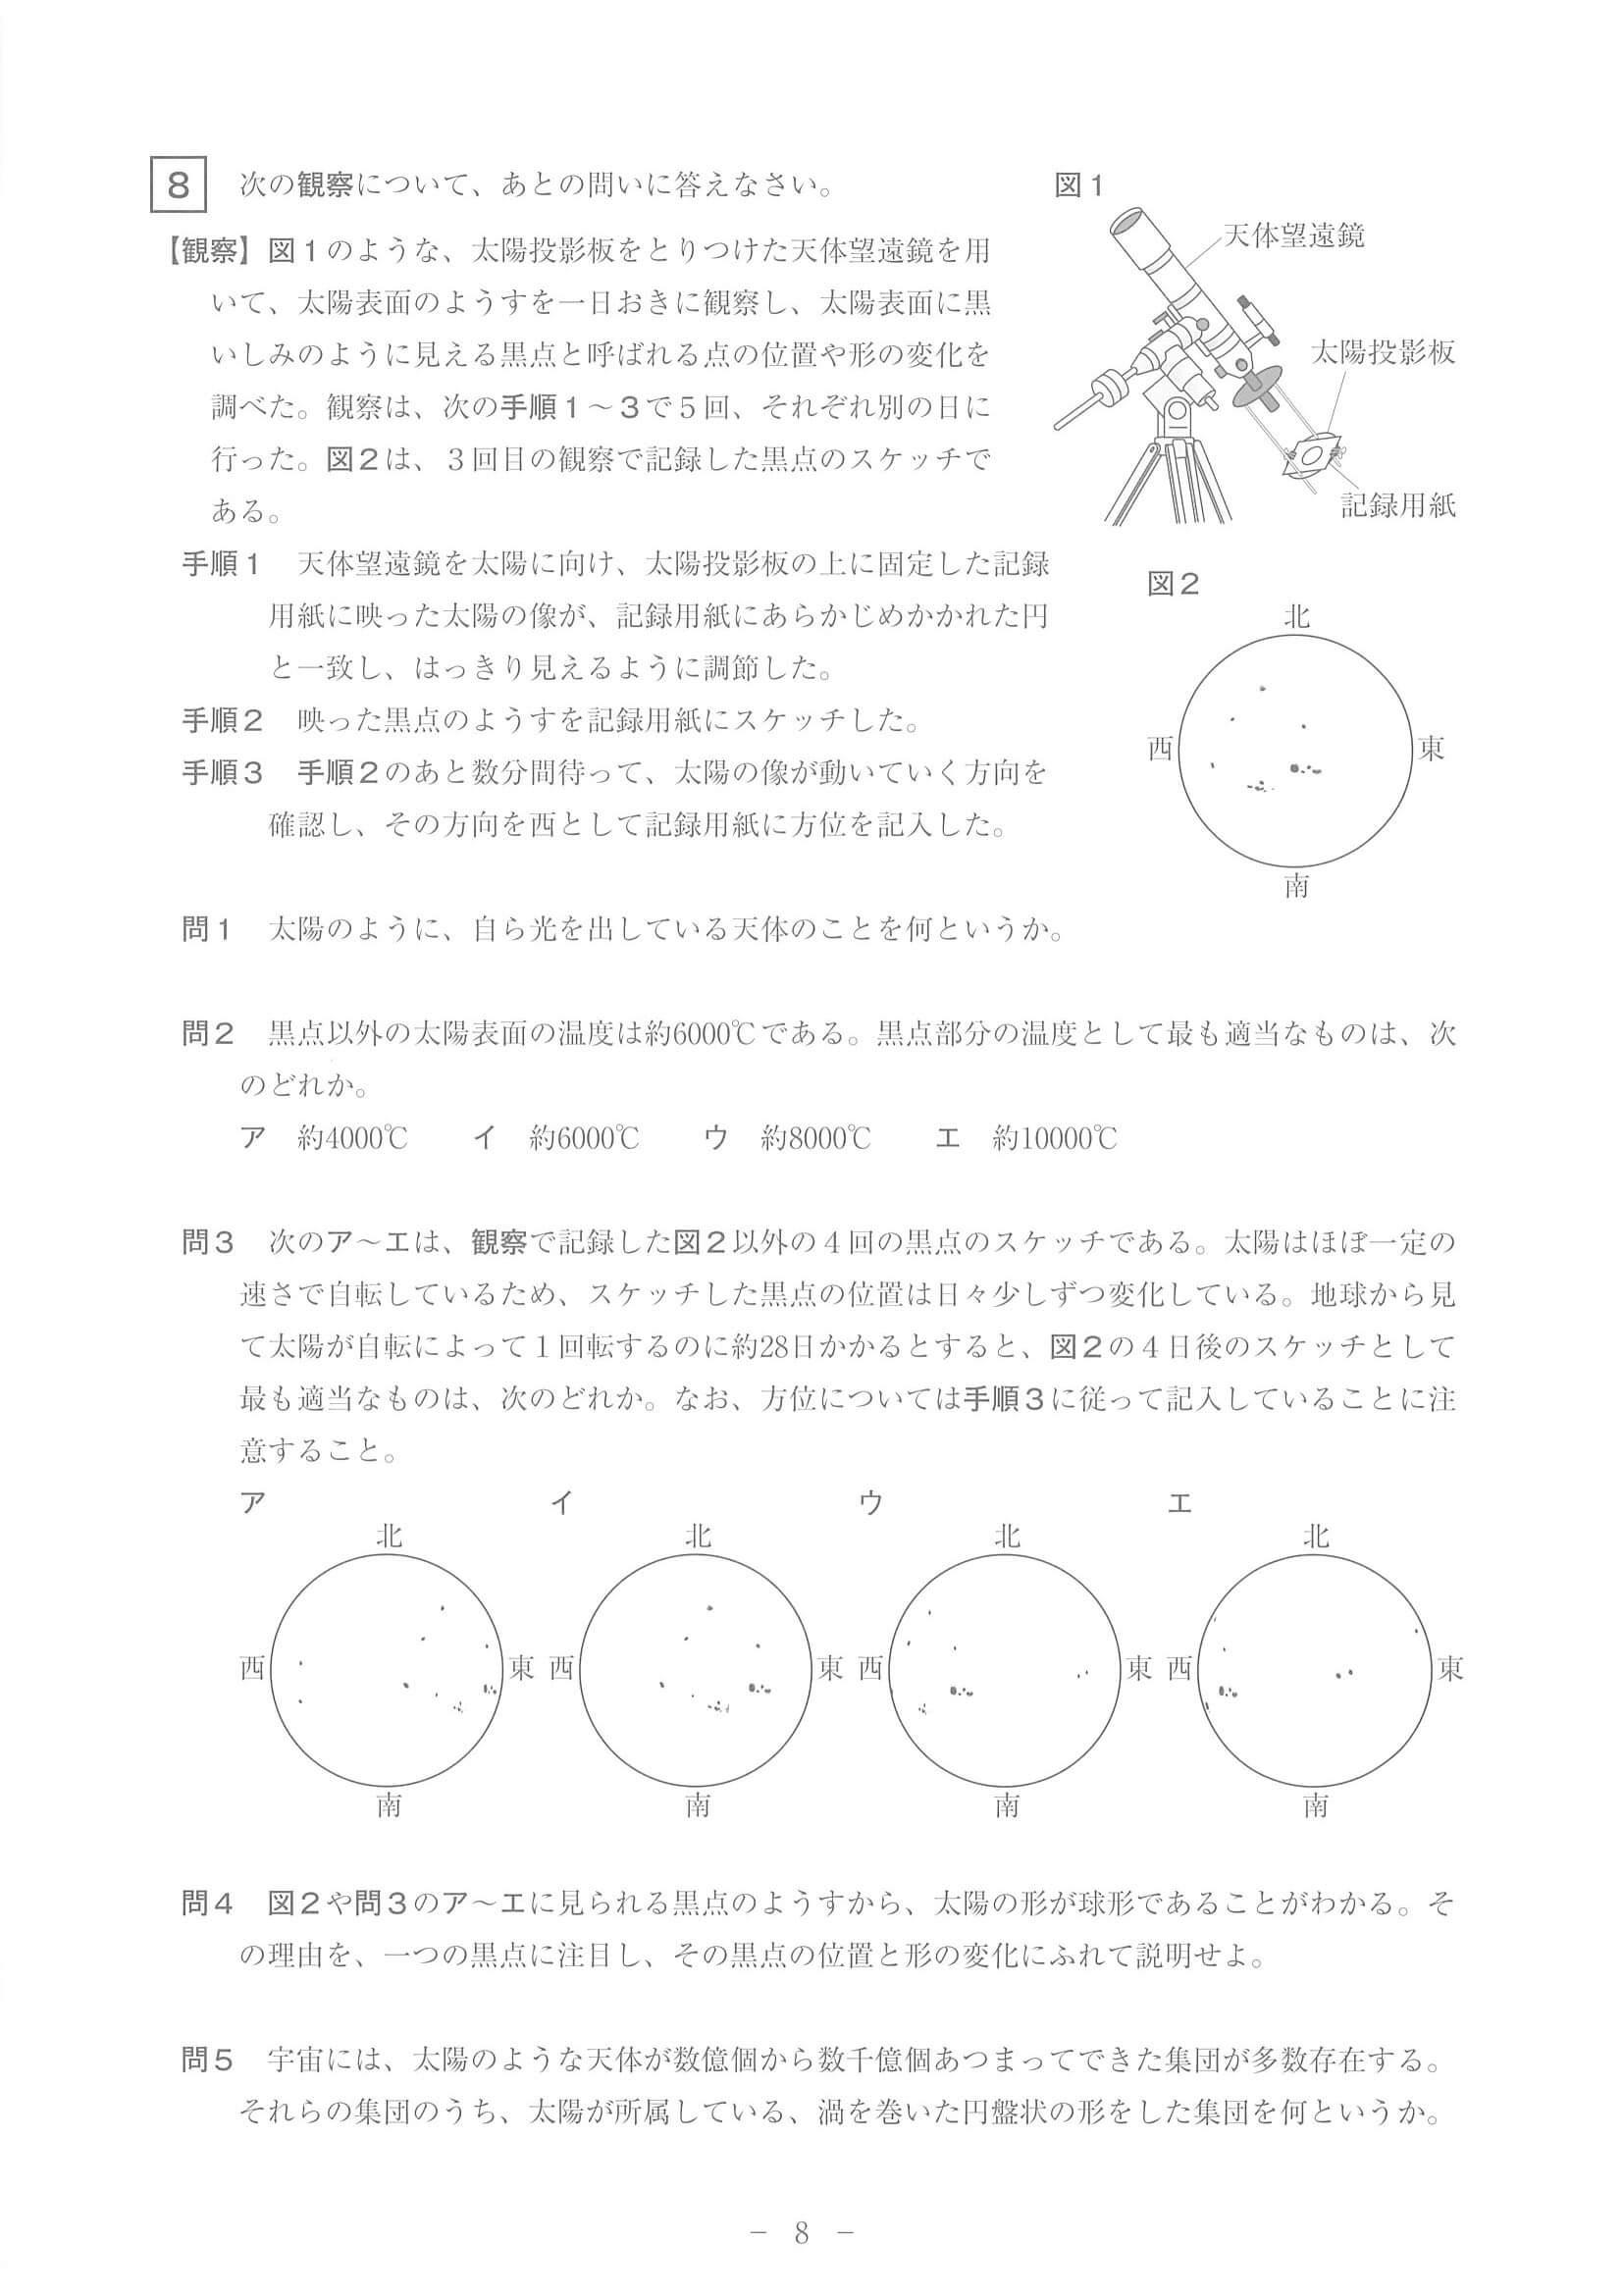 8 次の観察について、あとの問いに答えなさい。
図1
天体望遠鏡
太陽投影板
記録用紙
【観察】図1のような、太陽投影板をとりつけた天体望遠鏡を用
いて、太陽表面のようすを一日おきに観察し、太陽表面に黒
いしみのように見える黒点と呼ばれる点の位置や形の変化を
調べた。観察は、次の手順1~3で5回、それぞれ別の日に
行った。図2は、3回目の観察で記録した黒点のスケッチで
ある。
手順1 天体望遠鏡を太陽に向け、太陽投影板の上に固定した記録
用紙に映った太陽の像が、記録用紙にあらかじめかかれた円
と一致し、はっきり見えるように調節した。
手順2 映った黒点のようすを記録用紙にスケッチした。
手順3 手順2のあと数分間待って、太陽の像が動いていく方向を
確認し、その方向を西として記録用紙に方位を記入した。
図2
北
西 東
南
問1 太陽のように、自ら光を出している天体のことを何というか。
問2 黒点以外の太陽表面の温度は約6000℃である。黒点部分の温度として最も適当なものは、次
のどれか。
ア 約4000℃ イ 約6000℃ ウ 約8000℃ エ 約10000℃
問3 次のア~エは、観察で記録した図2以外の4回の黒点のスケッチである。太陽はほぼ一定の
速さで自転しているため、スケッチした黒点の位置は日々少しずつ変化している。地球から見
て太陽が自転によって1回転するのに約28日かかるとすると、図2の4日後のスケッチとして
最も適当なものは、次のどれか。なお、方位については手順3に従って記入していることに注
意すること。
ア イ ウ エ
北 北 北 北
西 東 西 東 西 東 西 東
南 南 南 南
問4 図2や問3のア~エに見られる黒点のようすから、太陽の形が球形であることがわかる。そ
の理由を、一つの黒点に注目し、その黒点の位置と形の変化にふれて説明せよ。
問5 宇宙には、太陽のような天体が数億個から数千億個あつまってできた集団が多数存在する。
それらの集団のうち、太陽が所属している、渦を巻いた円盤状の形をした集団を何というか。
- 8 -